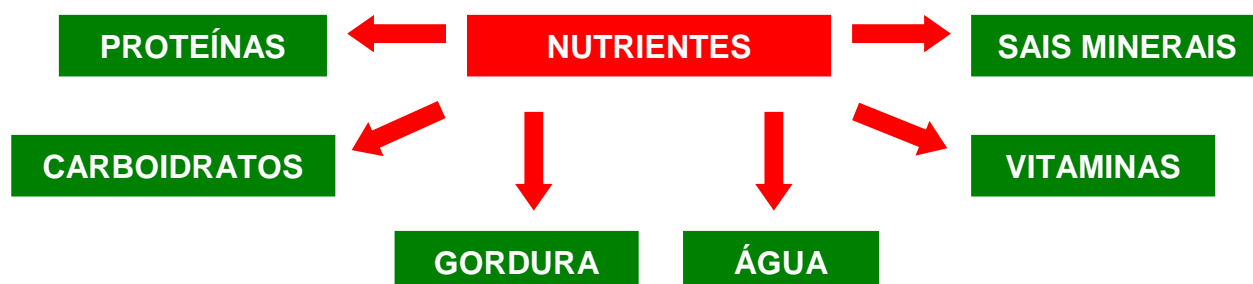 PROTEÍNAS
NUTRIENTES
SAIS MINERAIS
CARBOIDRATOS
VITAMINAS
GORDURA
ÁGUA